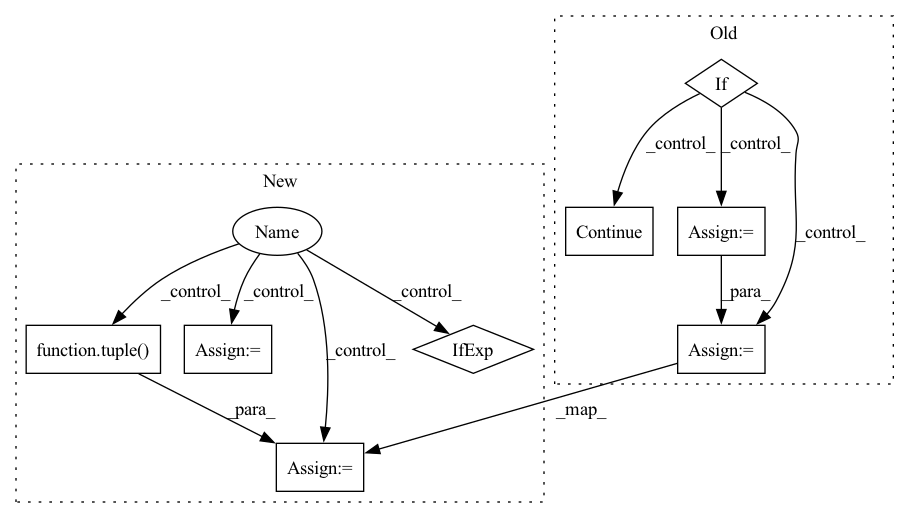 Old
If
_control_
_control_
New
Name
Continue
Assign:=
_control_
_control_
_control_
_control_
_para_
function.tuple()
Assign:=
_control_
IfExp
Assign:=
_para_
_map_
Assign:=